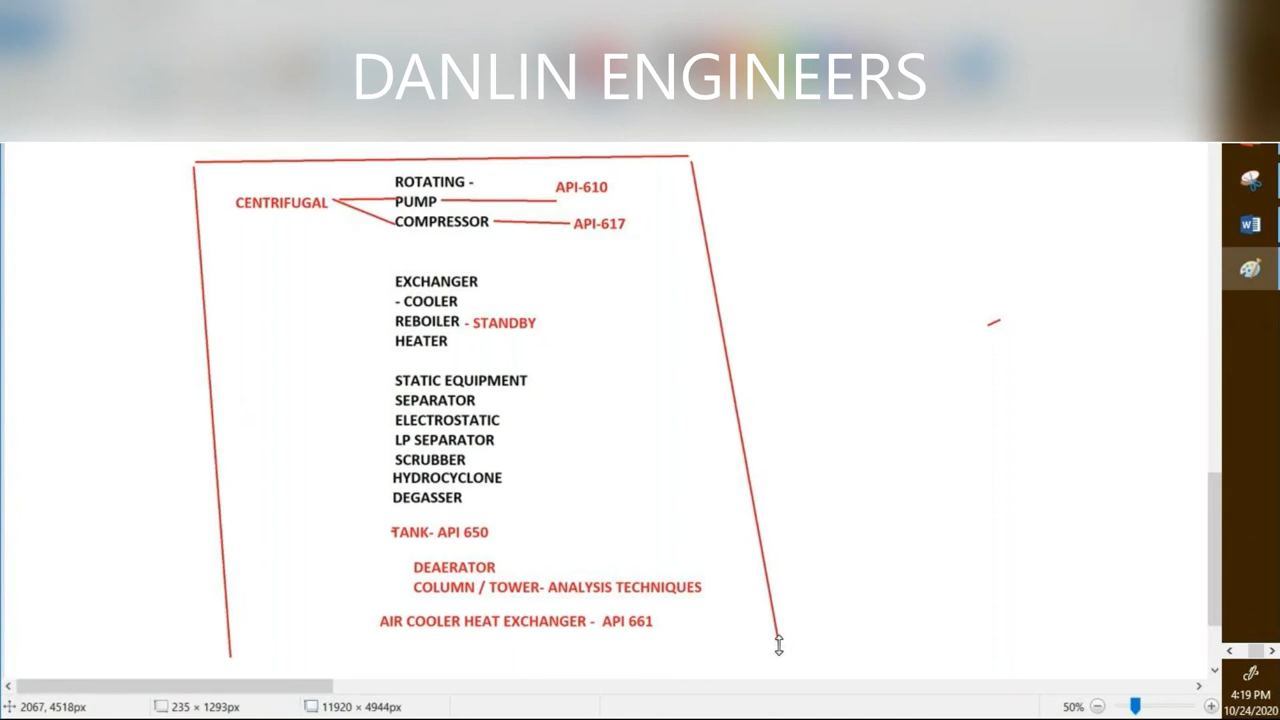 DANLIN ENGINEERS
ROTATING -
API-610
CENTRIFUGAL
PUMP
COMPRESSOR
API-617
EXCHANGER
- COOLER
REBOILER - STANDBY
HEATER
STATIC EQUIPMENT
SEPARATOR
ELECTROSTATIC
LP SEPARATOR
SCRUBBER
HYDROCYCLONE
DEGASSER
TANK- API 650
DEAERATOR
COLUMN / TOWER- ANALYSIS TECHNIQUES
AIR COOLER HEAT EXCHANGER - API 661
2067, 4518px
235 × 1293px
11920 × 4944px
50%
4:19 PM
10/24/2020